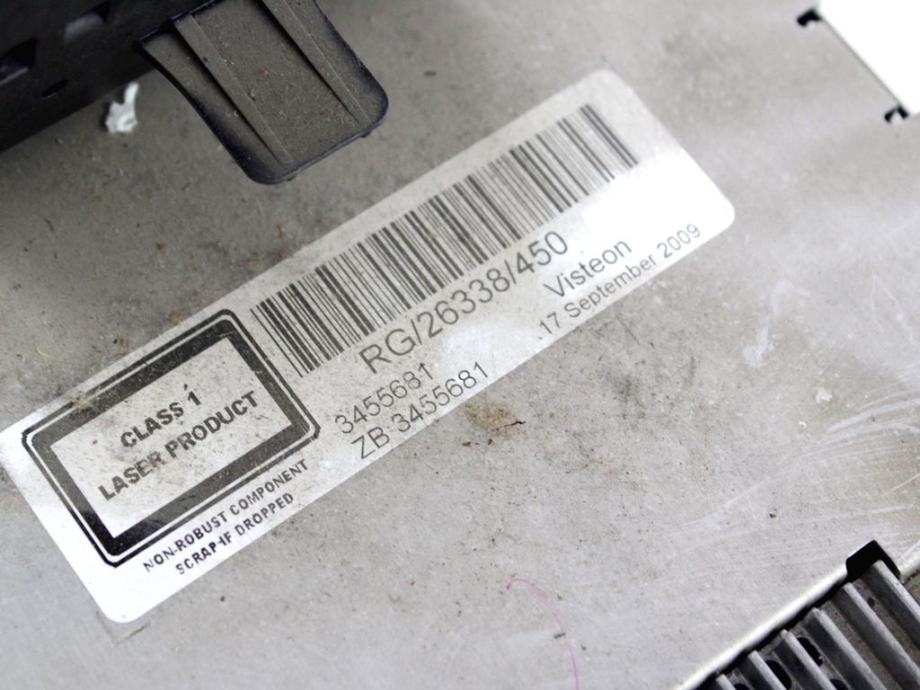 RG/26338/450
Visteon
17 September 2009
3455681
ZB 3455681
CLASS 1
LASER PRODUCT
NON-ROBUST COMPONENT
SCRAP-IF DROPPED